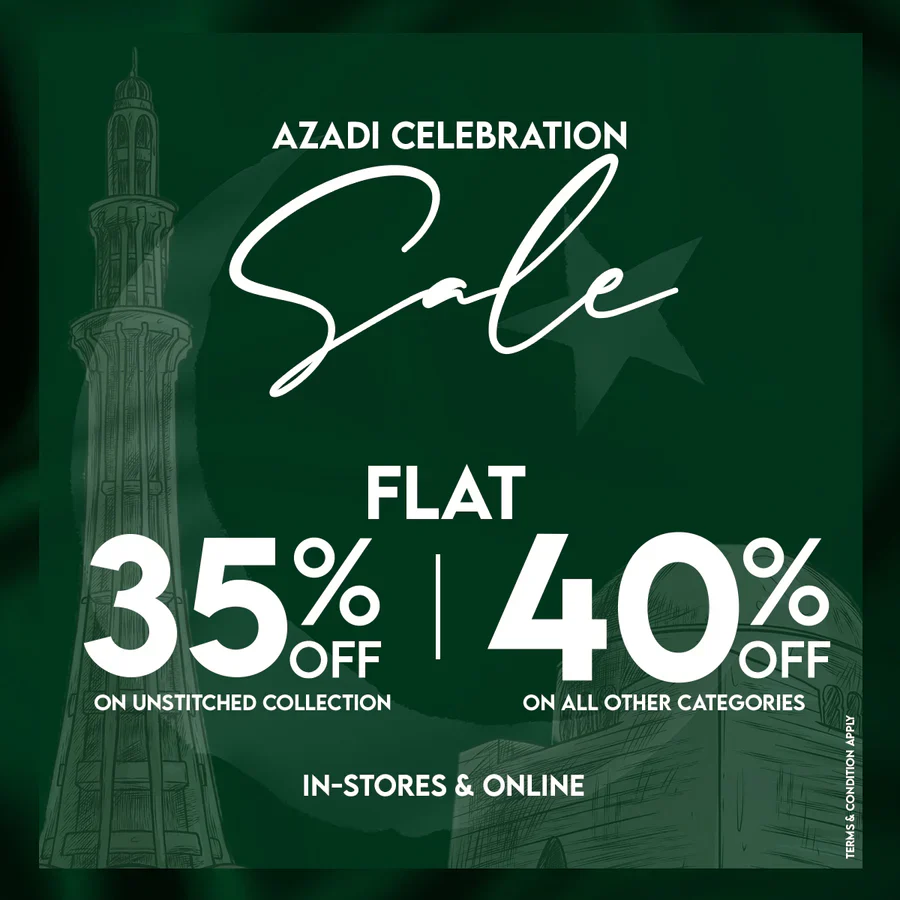 AZADI CELEBRATION
Sale
FLAT
35% OFF
ON UNSTITCHED COLLECTION
40% OFF
ON ALL OTHER CATEGORIES
IN-STORES & ONLINE
TERMS & CONDITION APPLY